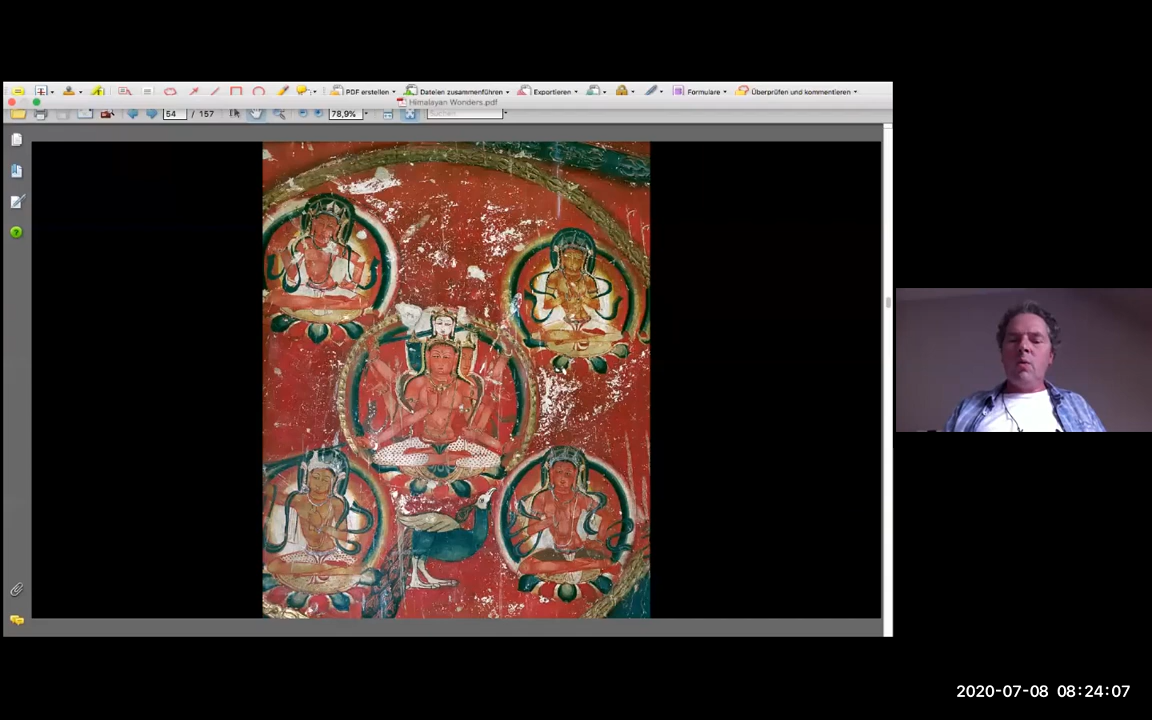 PDF erstellen Dateien zusammenführen Exportieren Formulare Überprüfen und kommentieren
Himalayan Wonders.pdf
54 / 157 78,9%
2020-07-08 08:24:07